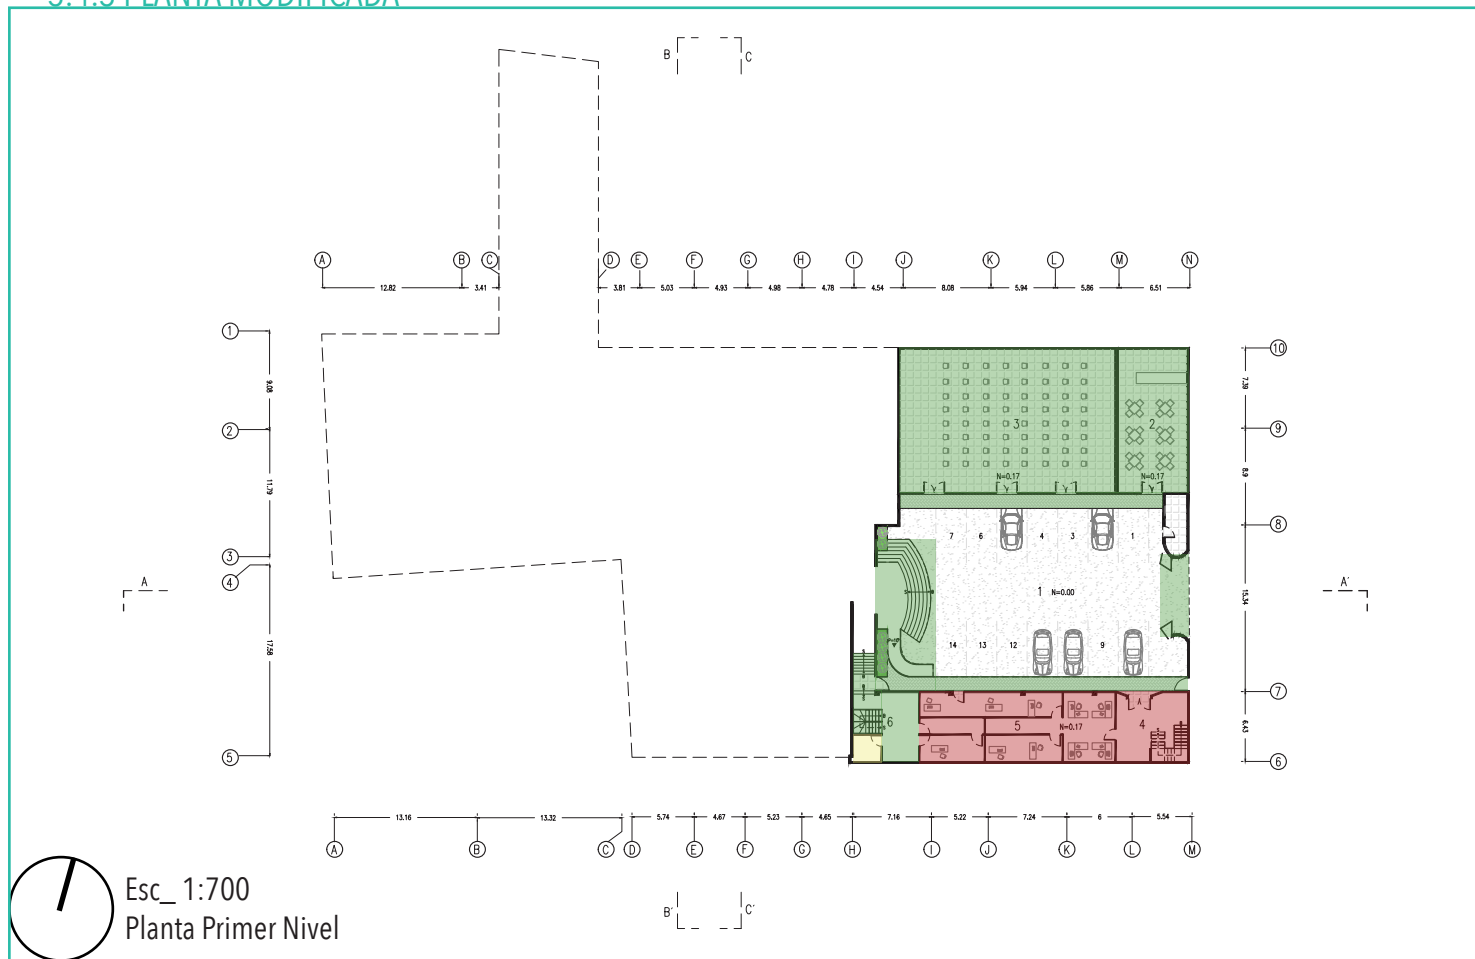 3.4.3 PLANTA MODIFICADA
B C
A B C D E F G H I J K L M N
12.82 3.41 3.81 5.03 4.93 4.98 4.78 4.54 8.08 5.94 5.86 6.51
1 10
9.08 7.39
2 9
3 2
11.79 8.9
N=0.17 N=0.17
8
7 6 4 3 1
3
4
A A'
1 N=0.00
S
15.34
17.58
14 13 12 9
7
6 5 N=0.17 4
6.43
5 6
13.16 13.32 5.74 4.67 5.23 4.65 7.16 5.22 7.24 6 5.54
A B C D E F G H I J K L M
Esc_ 1:700
Planta Primer Nivel
B' C'